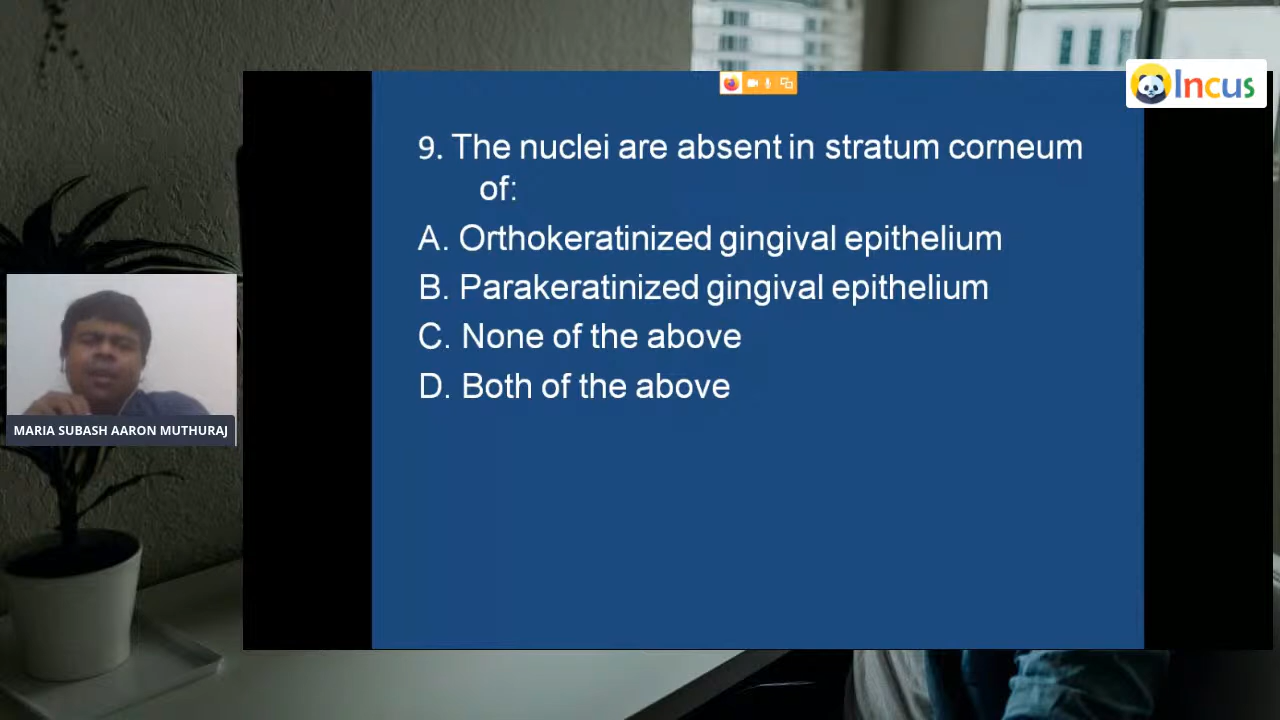 Incus
9. The nuclei are absent in stratum corneum
of:
A. Orthokeratinized gingival epithelium
B. Parakeratinized gingival epithelium
C. None of the above
D. Both of the above
MARIA SUBASH AARON MUTHURAJ